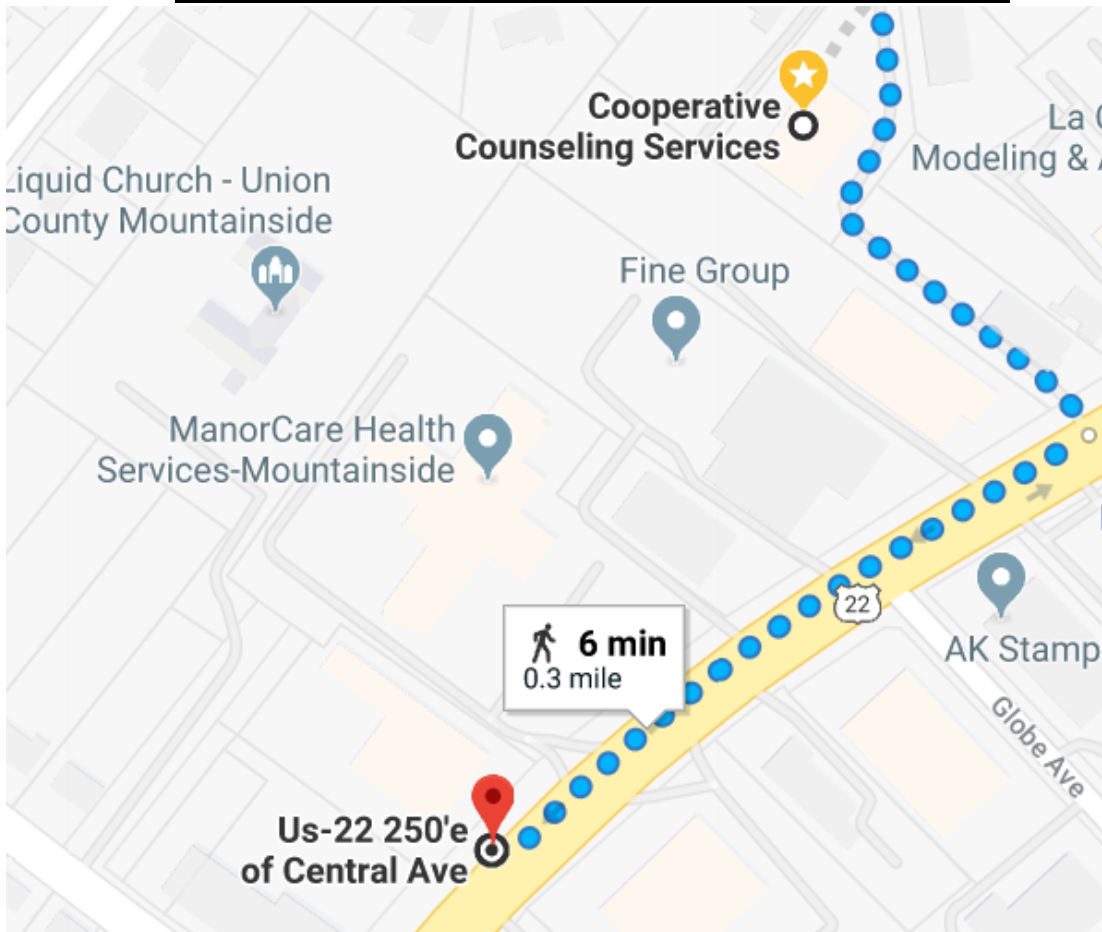 Cooperative
Counseling Services
La
Modeling &
Liquid Church - Union
County Mountainside
Fine Group
ManorCare Health
Services-Mountainside
22
6 min
0.3 mile
AK Stamp
Globe Ave
Us-22 250'e
of Central Ave